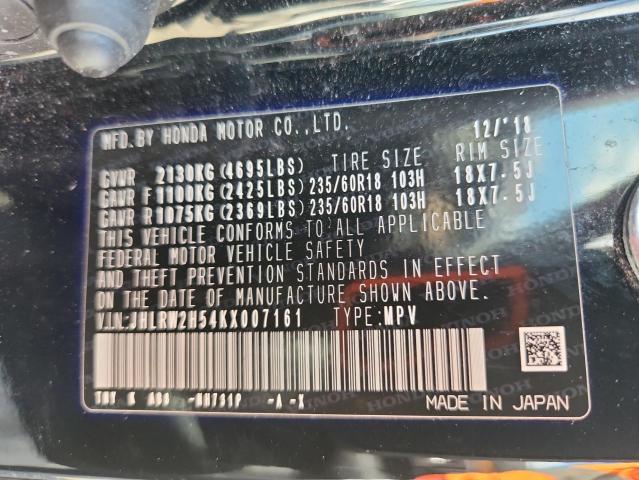 MFD.BY HONDA MOTOR CO.,LTD. 12/'18
GVWR 2130KG(4695LBS) TIRE SIZE RIM SIZE
GAWR F1100KG(2425LBS)235/60R18 103H 18X7.5J
GAWR R1075KG(2369LBS)235/60R18 103H 18X7.5J
THIS VEHICLE CONFORMS TO ALL APPLICABLE
FEDERAL MOTOR VEHICLE SAFETY
AND THEFT PREVENTION STANDARDS IN EFFECT
ON THE DATE OF MANUFACTURE SHOWN ABOVE.
V.I.N:JHLRW2H54KX007161 TYPE:MPV
K -NH731P -A -X
MADE IN JAPAN